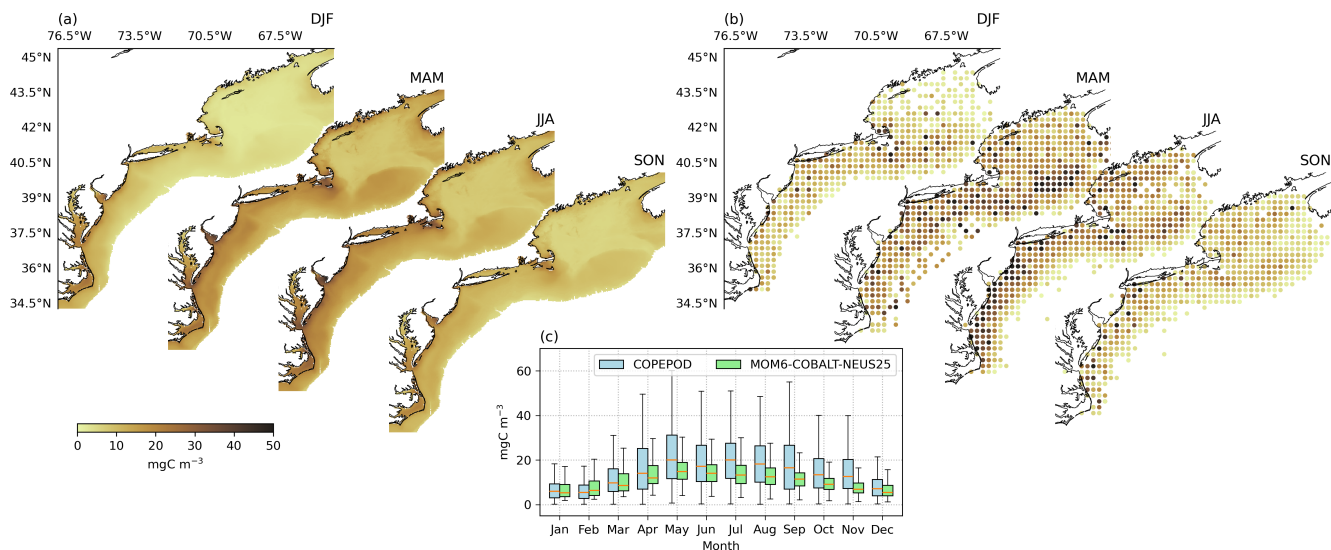 (a)
DJF
76.5°W 73.5°W 70.5°W 67.5°W
45°N
43.5°N
42°N
40.5°N
39°N
37.5°N
36°N
34.5°N
MAM
JJA
SON
0 10 20 30 40 50
mgC m⁻³
(b)
DJF
76.5°W 73.5°W 70.5°W 67.5°W
45°N
43.5°N
42°N
40.5°N
39°N
37.5°N
36°N
34.5°N
MAM
JJA
SON
(c)
COPEPOD MOM6-COBALT-NEUS25
mgC m⁻³
60
40
20
0
Jan Feb Mar Apr May Jun Jul Aug Sep Oct Nov Dec
Month